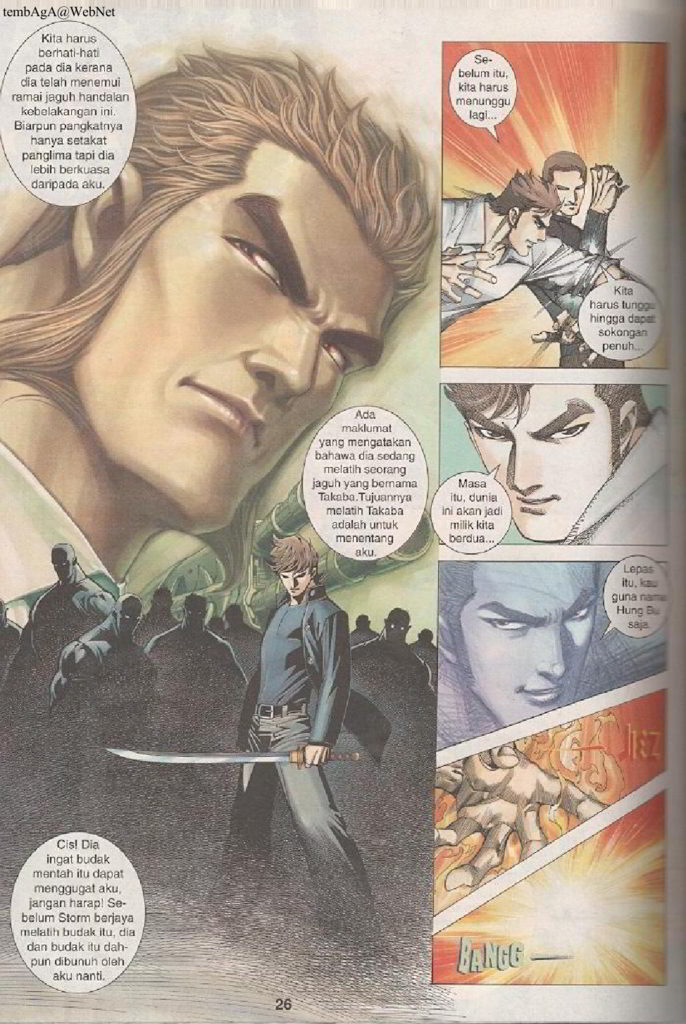 tembAgA@WebNet
Kita harus
berhati-hati
pada dia kerana
dia telah menemui
ramai jaguh handalan
kebelakangan ini.
Biarpun pangkatnya
hanya setakat
panglima tapi dia
lebih berkuasa
daripada aku.
Ada
maklumat
yang mengatakan
bahawa dia sedang
melatih seorang
jaguh yang bernama
Takaba.Tujuannya
melatih Takaba
adalah untuk
menentang
aku.
Cis! Dia
ingat budak
mentah itu dapat
menggugat aku,
jangan harap! Se-
belum Storm berjaya
melatih budak itu, dia
dan budak itu dah-
pun dibunuh oleh
aku nanti.
Se-
belum itu,
kita harus
menunggu
lagi...
Kita
harus tunggu
hingga dapat
sokongan
penuh...
Masa
itu, dunia
ini akan jadi
milik kita
berdua...
Lepas
itu, kau
guna nama
Hung Bu
saja.
BANGG
26